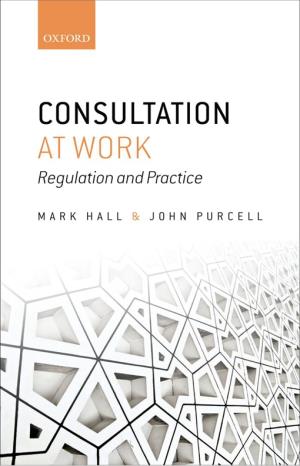 OXFORD
CONSULTATION
AT WORK
Regulation and Practice
MARK HALL & JOHN PURCELL